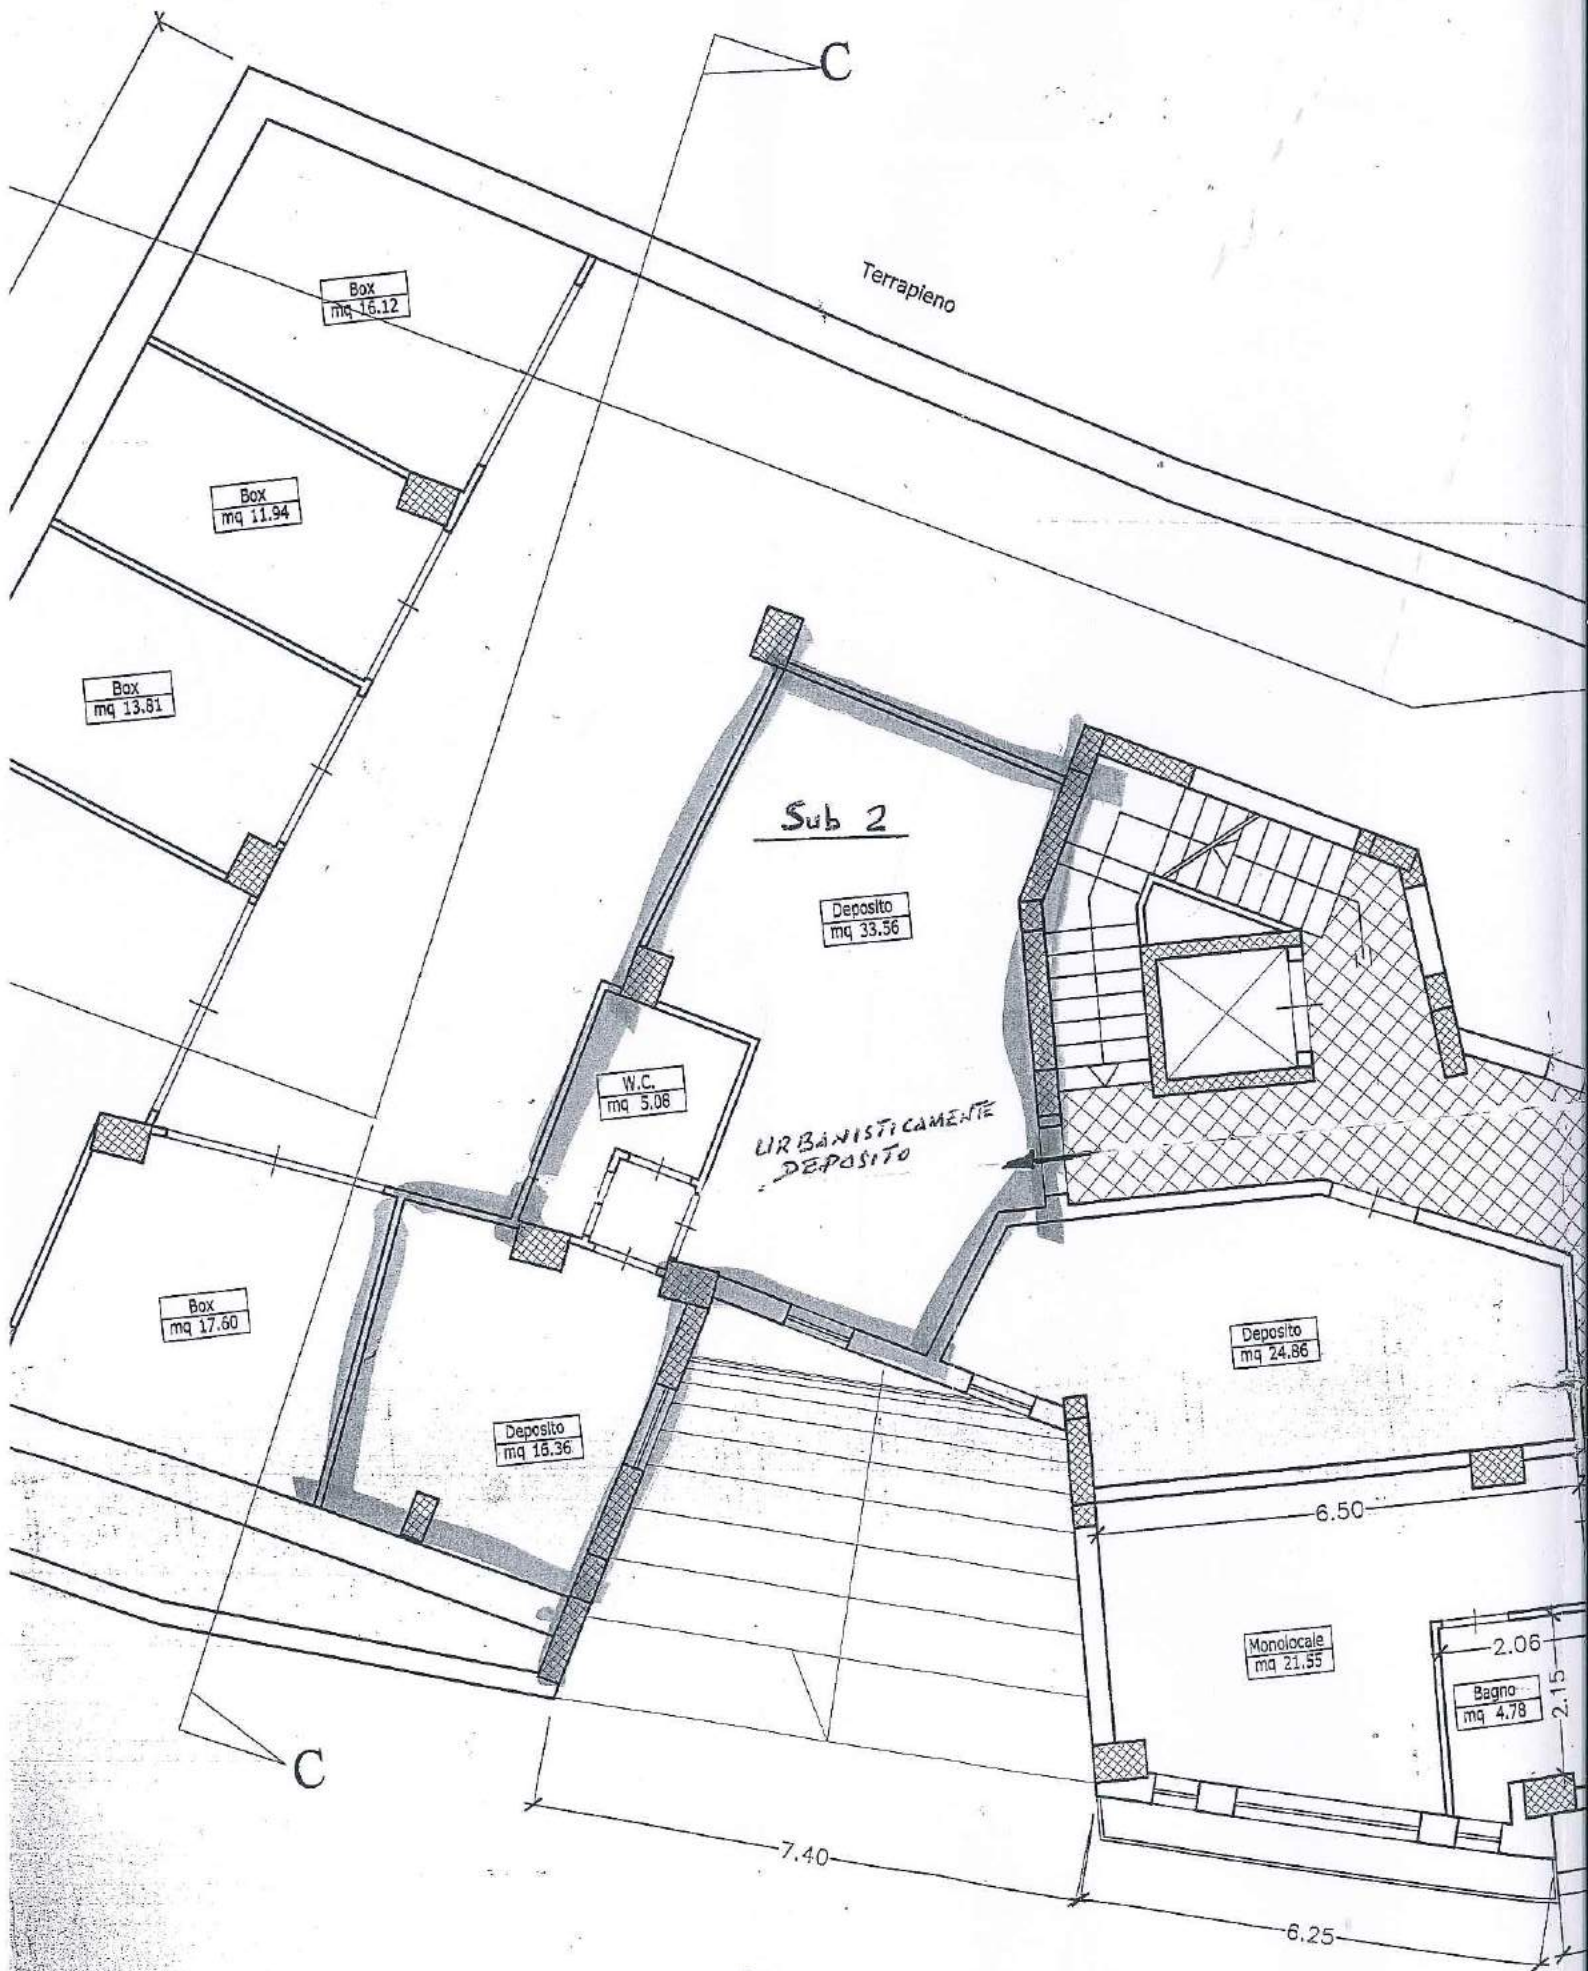 C
Terrapieno
Box
mq 16.12
Box
mq 11.94
Box
mq 13.81
Sub 2
Deposito
mq 33.56
W.C.
mq 5.08
URBANISTICAMENTE
DEPOSITO
Box
mq 17.60
Deposito
mq 24.86
Deposito
mq 16.36
6.50
Monolocale
mq 21.55
2.06
Bagno
mq 4.78
2.15
C
7.40
6.25